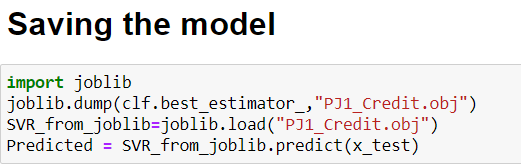 Saving the model
import joblib
joblib.dump(clf.best_estimator_,"PJ1_Credit.obj")
SVR_from_joblib=joblib.load("PJ1_Credit.obj")
Predicted = SVR_from_joblib.predict(x_test)